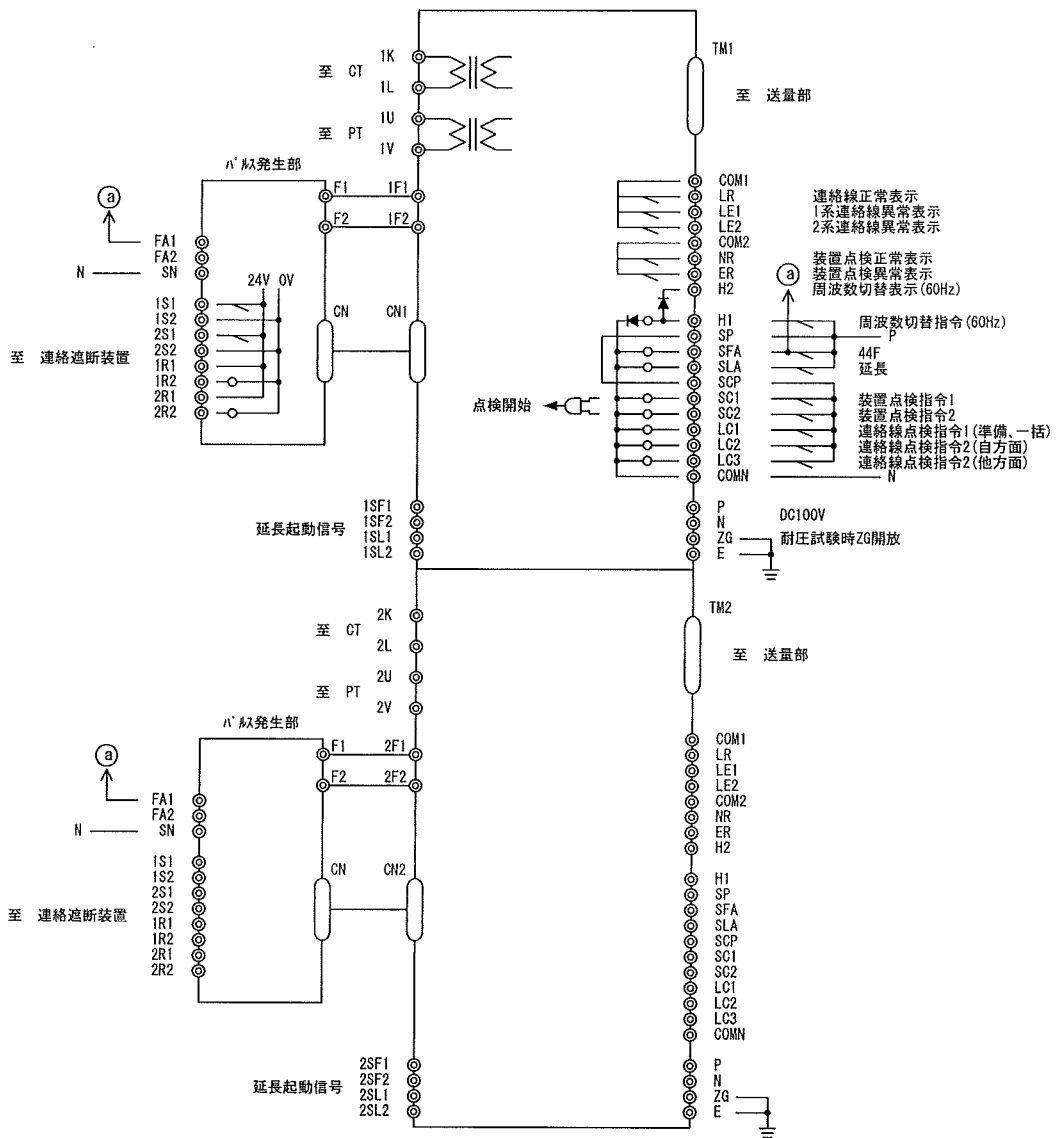 1K
至 CT
1L
1U
至 PT
1V
TM1
至 送量部
パルス発生部
F1 1F1
F2 1F2
a
FA1
FA2
N SN
24V 0V
1S1
1S2
2S1
2S2
1R1
1R2
2R1
2R2
至 連絡遮断装置
CN CN1
COM1
LR 連絡線正常表示
LE1 1系連絡線異常表示
LE2 2系連絡線異常表示
COM2
NR 装置点検正常表示
ER 装置点検異常表示
H2 周波数切替表示(60Hz)
a
H1 周波数切替指令(60Hz)
SP P
SFA 44F
SLA 延長
SCP
点検開始
SC1 装置点検指令1
SC2 装置点検指令2
LC1 連絡線点検指令1(準備、一括)
LC2 連絡線点検指令2(自方面)
LC3 連絡線点検指令2(他方面)
COMN N
延長起動信号
1SF1
1SF2
1SL1
1SL2
P DC100V
N
ZG 耐圧試験時ZG開放
E
2K
至 CT
2L
2U
至 PT
2V
TM2
至 送量部
パルス発生部
F1 2F1
F2 2F2
a
FA1
FA2
N SN
1S1
1S2
2S1
2S2
1R1
1R2
2R1
2R2
至 連絡遮断装置
CN CN2
COM1
LR
LE1
LE2
COM2
NR
ER
H2
H1
SP
SFA
SLA
SCP
SC1
SC2
LC1
LC2
LC3
COMN
延長起動信号
2SF1
2SF2
2SL1
2SL2
P
N
ZG
E